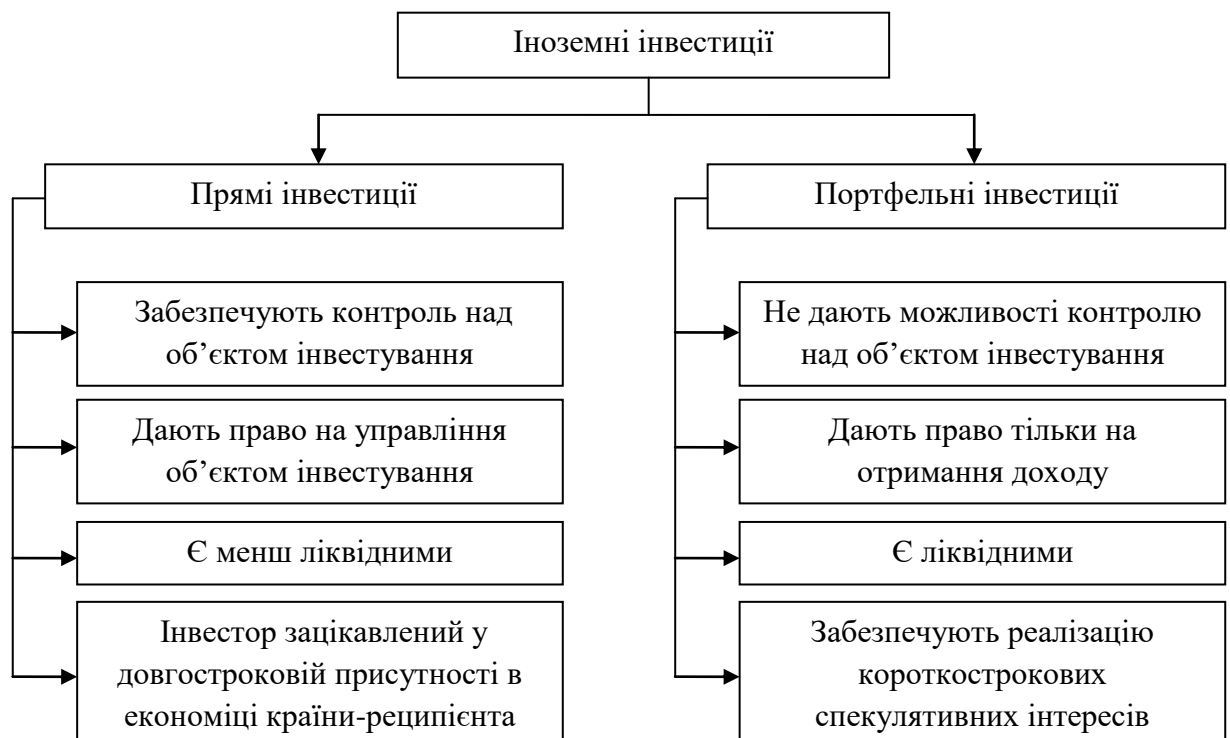 Іноземні інвестиції
Прямі інвестиції
Забезпечують контроль над
об’єктом інвестування
Дають право на управління
об’єктом інвестування
Є менш ліквідними
Інвестор зацікавлений у
довгостроковій присутності в
економіці країни-реципієнта
Портфельні інвестиції
Не дають можливості контролю
над об’єктом інвестування
Дають право тільки на
отримання доходу
Є ліквідними
Забезпечують реалізацію
короткострокових
спекулятивних інтересів